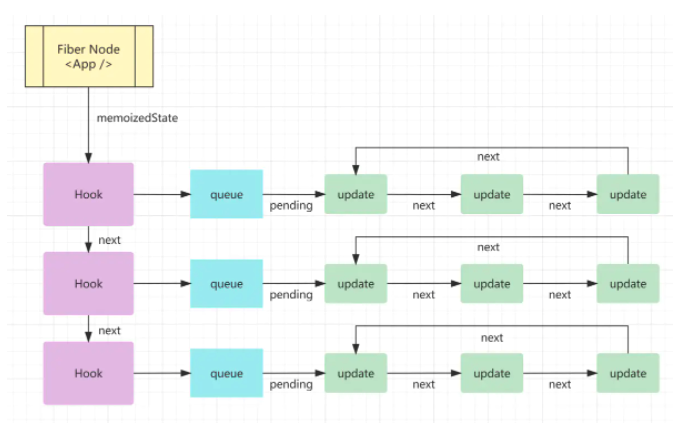 Fiber Node
<App />
memoizedState
next
Hook
queue
pending
update
next
update
next
update
next
next
Hook
queue
pending
update
next
update
next
update
next
next
Hook
queue
pending
update
next
update
next
update